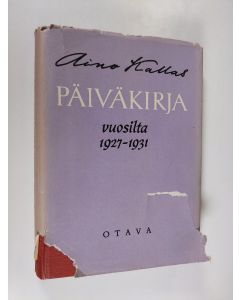 Aino Kallas
PÄIVÄKIRJA
vuosilta
1927-1931
OTAVA